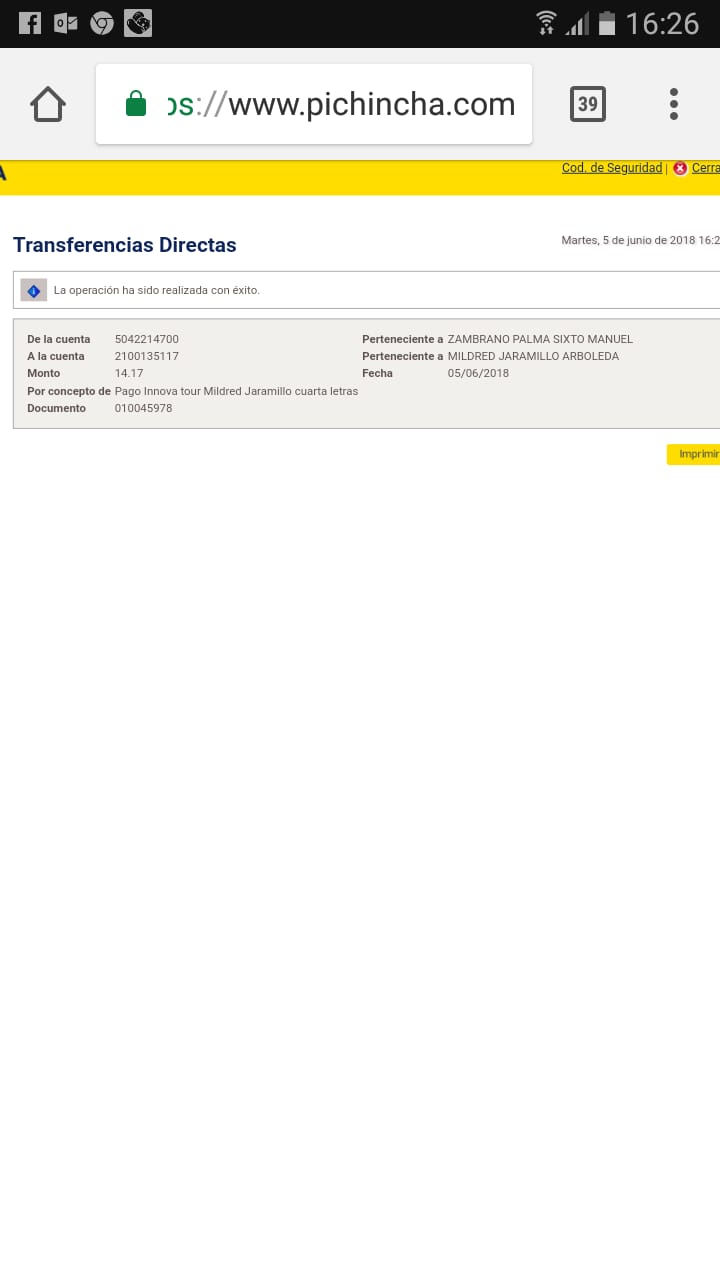 16:26
ps://www.pichincha.com
39
A
Cod. de Seguridad | Cerra
Transferencias Directas
Martes, 5 de junio de 2018 16:2
La operación ha sido realizada con éxito.
De la cuenta 5042214700 Perteneciente a ZAMBRANO PALMA SIXTO MANUEL
A la cuenta 2100135117 Perteneciente a MILDRED JARAMILLO ARBOLEDA
Monto 14.17 Fecha 05/06/2018
Por concepto de Pago Innova tour Mildred Jaramillo cuarta letras
Documento 010045978
Imprimir